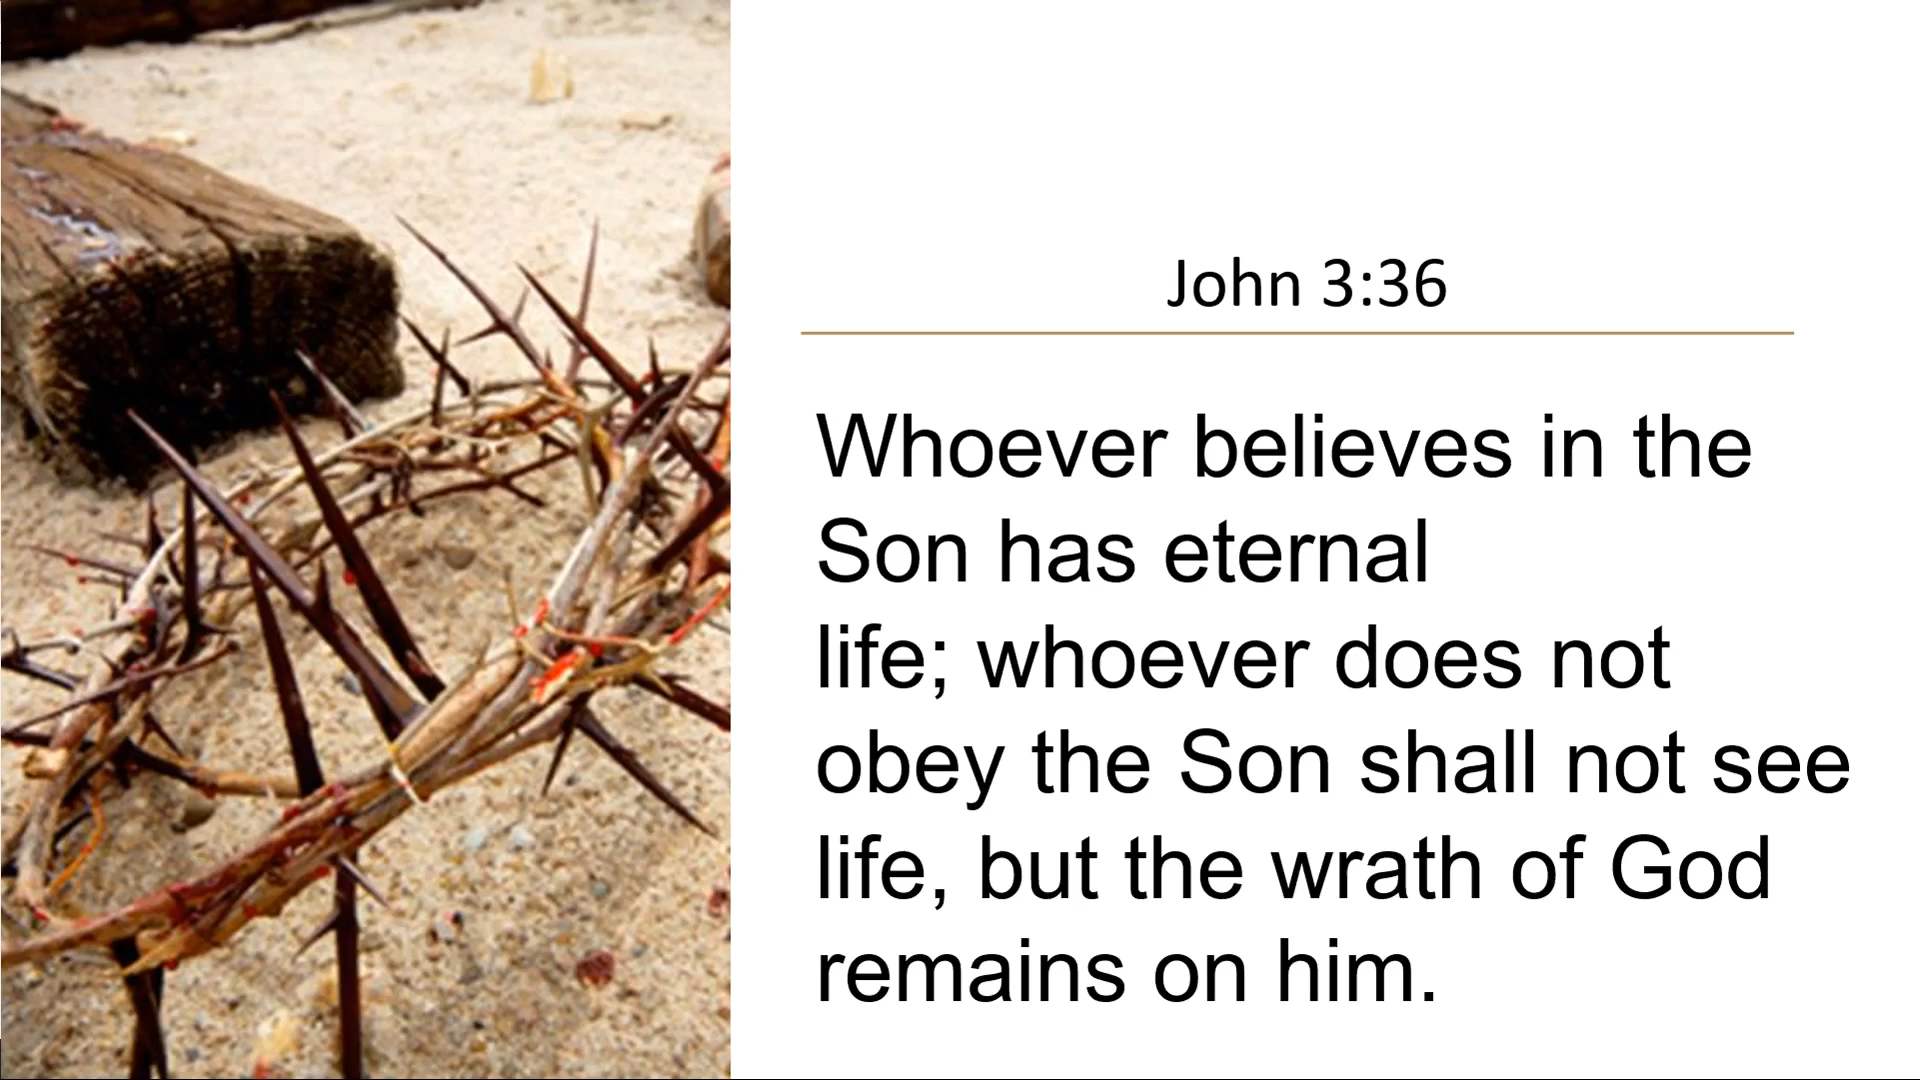 John 3:36
Whoever believes in the
Son has eternal
life; whoever does not
obey the Son shall not see
life, but the wrath of God
remains on him.